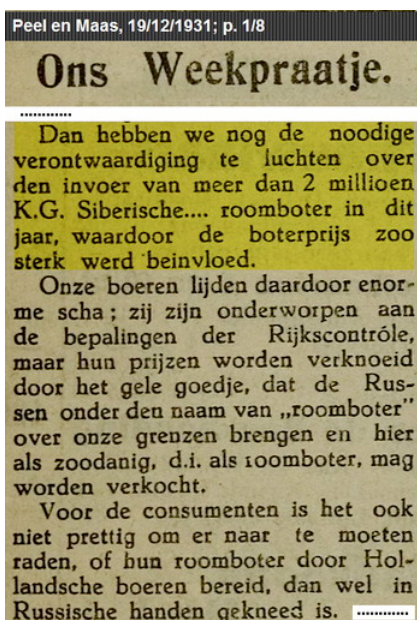 Peel en Maas, 19/12/1931; p. 1/8
Ons Weekpraatje.
............
Dan hebben we nog de noodige
verontwaardiging te luchten over
den invoer van meer dan 2 millioen
K.G. Siberische.... roomboter in dit
jaar, waardoor de boterprijs zoo
sterk werd beinvloed.
Onze boeren lijden daardoor enor-
me scha; zij zijn onderworpen aan
de bepalingen der Rijkscontróle,
maar hun prijzen worden verknoeid
door het gele goedje, dat de Rus-
sen onder den naam van „roomboter”
over onze grenzen brengen en hier
als zoodanig, d.i. als roomboter, mag
worden verkocht.
Voor de consumenten is het ook
niet prettig om er naar te moeten
raden, of hun roomboter door Hol-
landsche boeren bereid, dan wel in
Russische handen gekneed is. ............